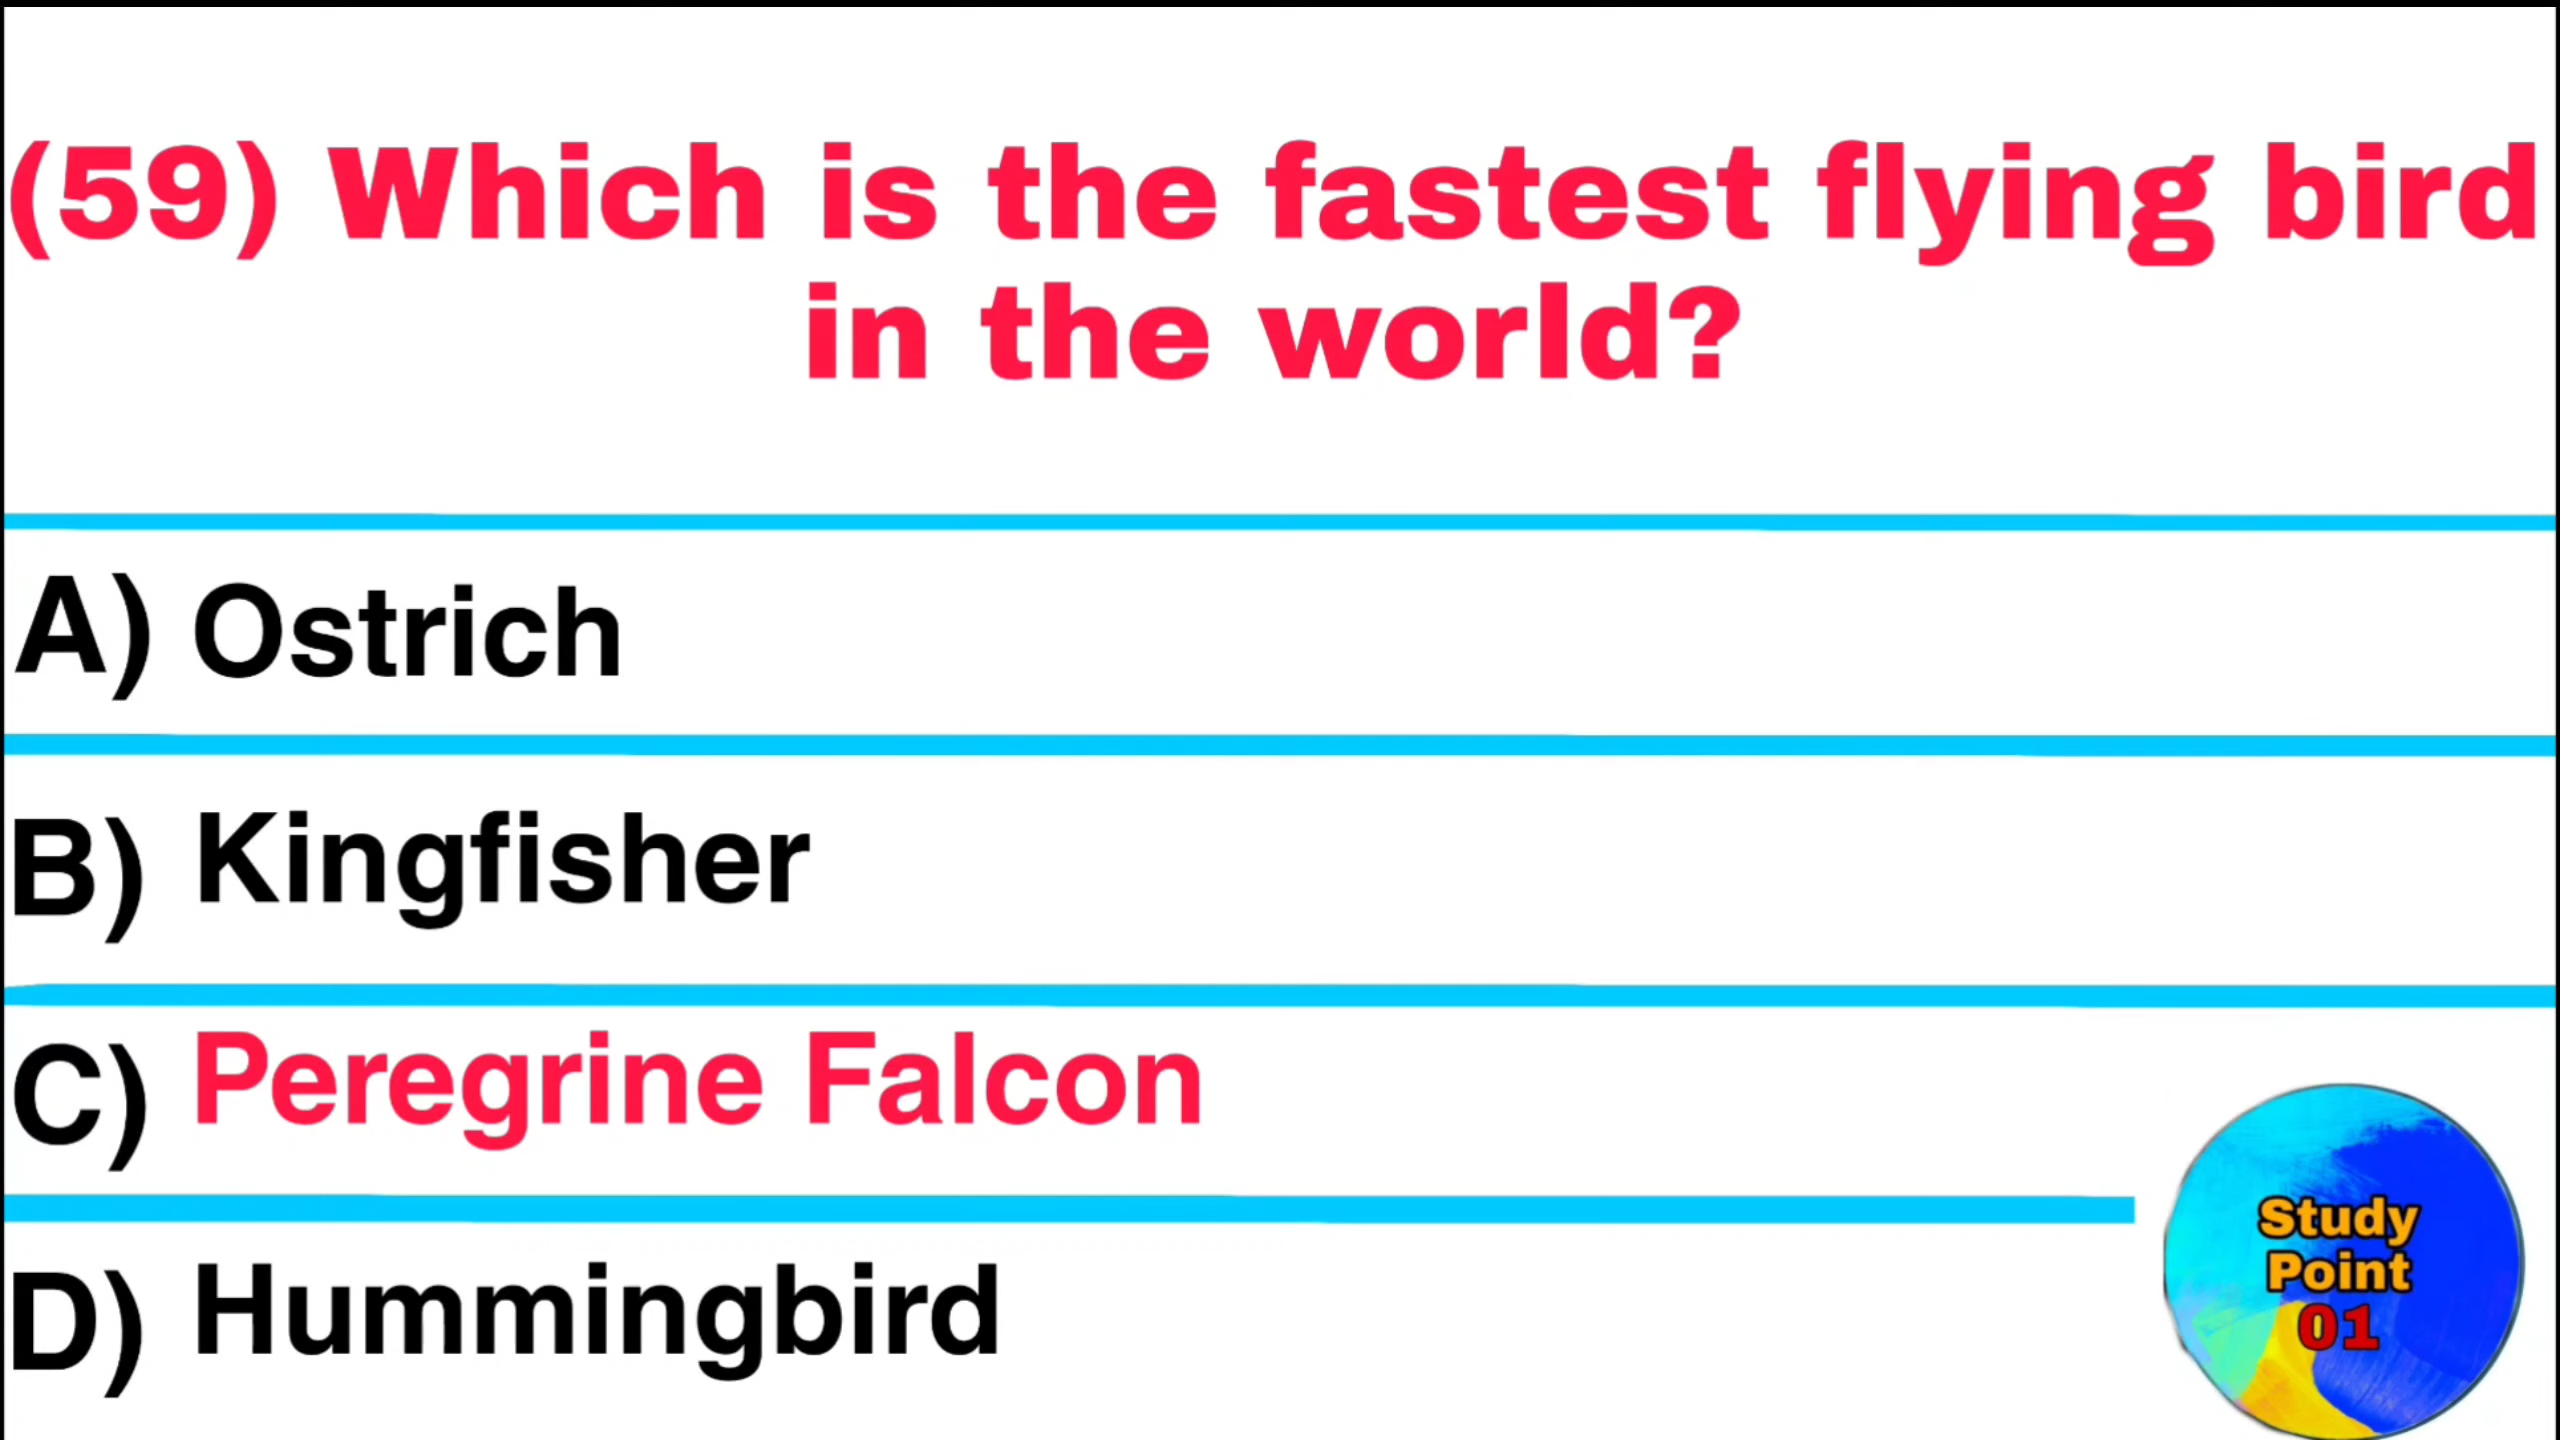 (59) Which is the fastest flying bird
in the world?
A) Ostrich
B) Kingfisher
C) Peregrine Falcon
D) Hummingbird
Study
Point
01